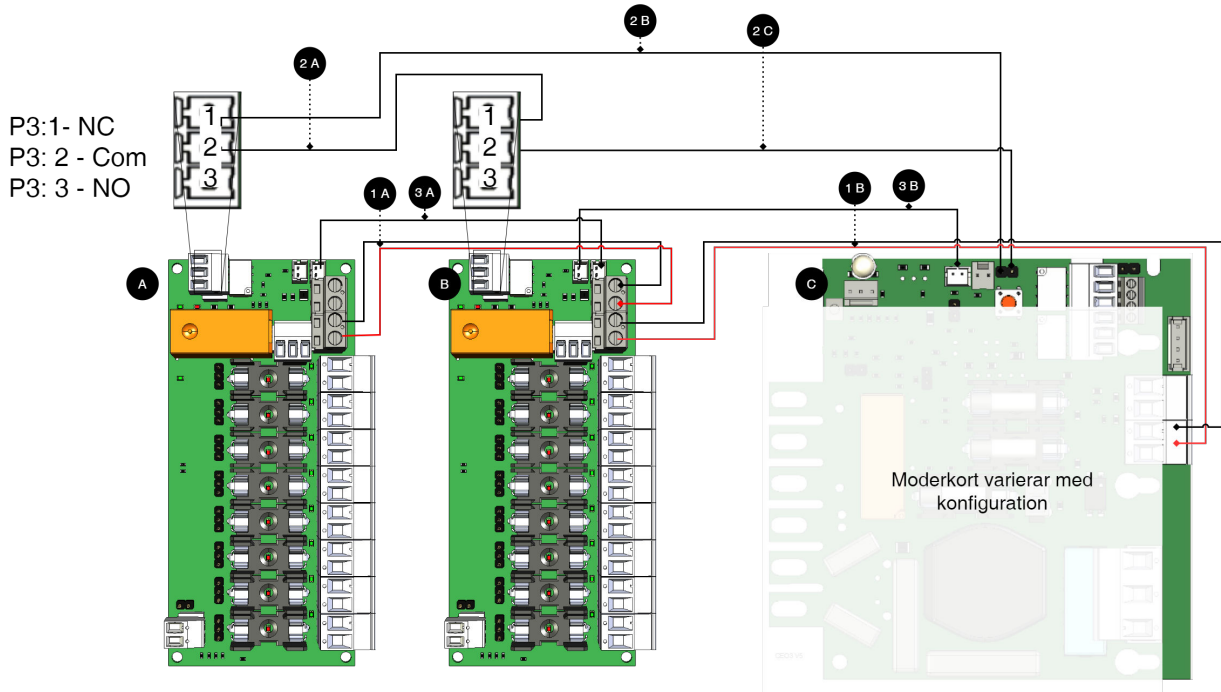 2 B
2 C
2 A
P3:1- NC
P3: 2 - Com
P3: 3 - NO
1
2
3
1
2
3
1 A
3 A
1 B
3 B
A
B
C
Moderkort varierar med
konfiguration